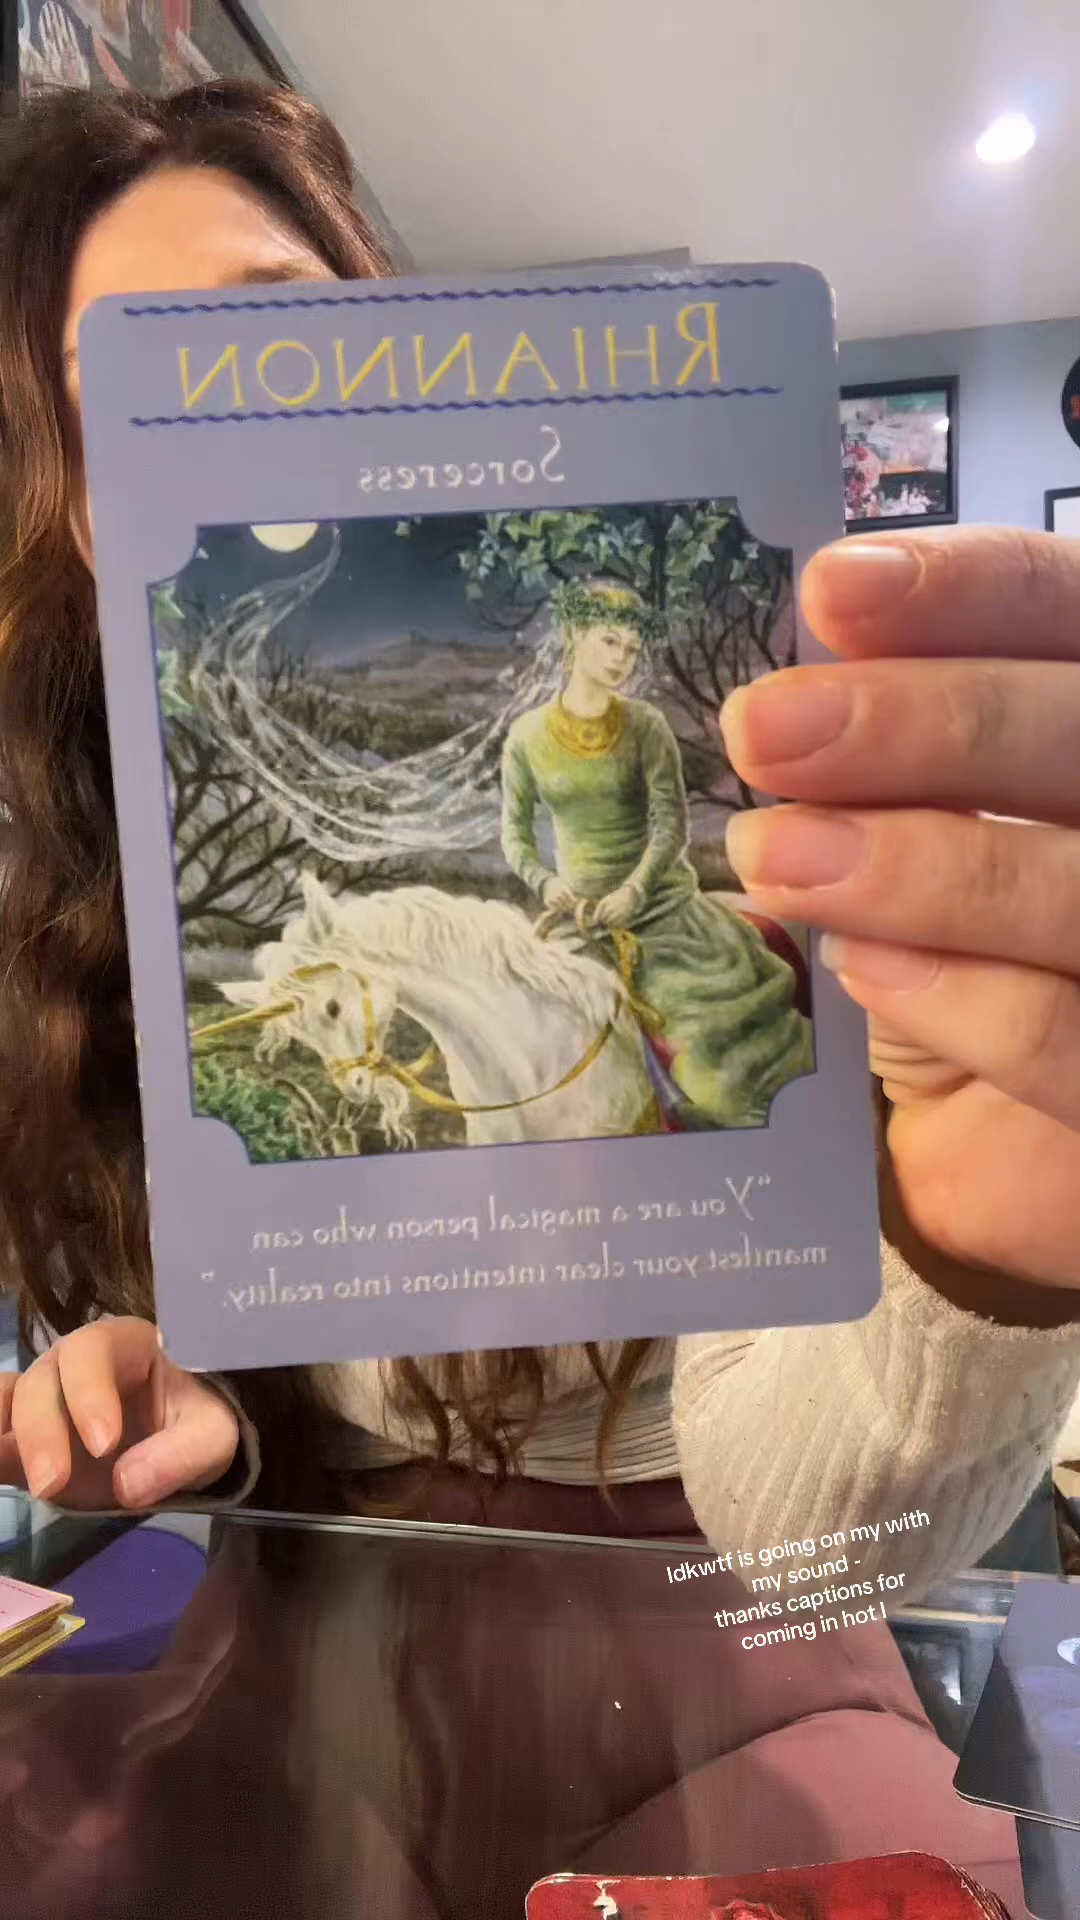 RHIANNON
Sorceress
"You are a magical person who can
manifest your clear intentions into reality."
Idkwtf is going on my with
my sound -
thanks captions for
coming in hot l